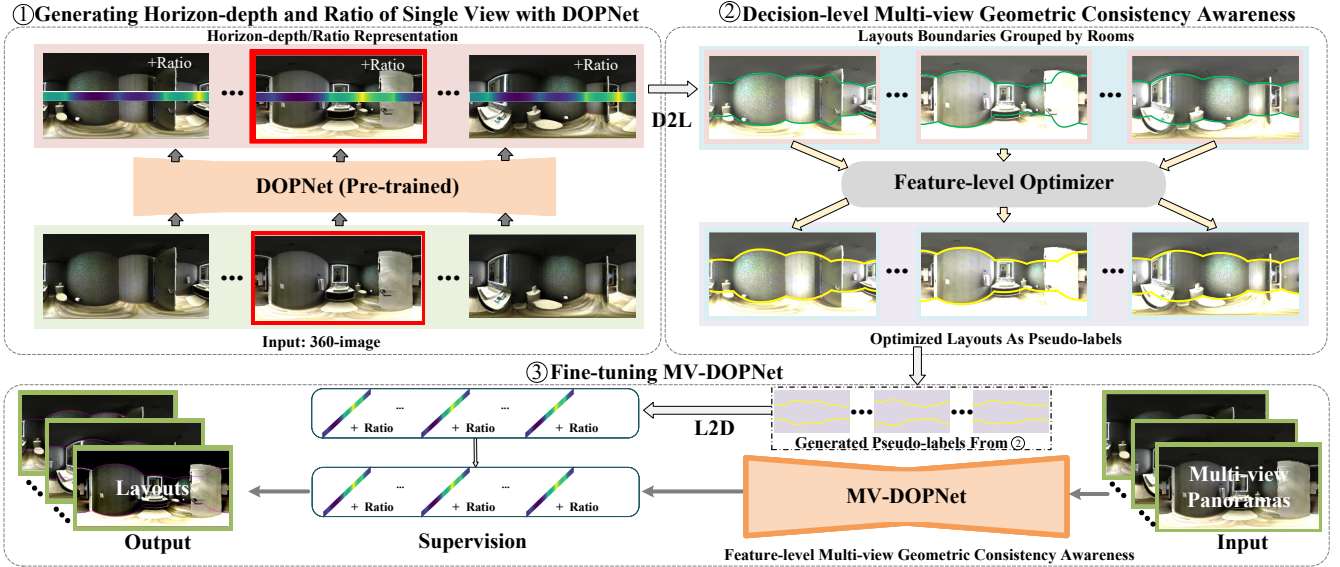 ①Generating Horizon-depth and Ratio of Single View with DOPNet
Horizon-depth/Ratio Representation
+Ratio
+Ratio
+Ratio
DOPNet (Pre-trained)
Input: 360-image
D2L
②Decision-level Multi-view Geometric Consistency Awareness
Layouts Boundaries Grouped by Rooms
Feature-level Optimizer
Optimized Layouts As Pseudo-labels
③Fine-tuning MV-DOPNet
Layouts
Output
... ...
+ Ratio + Ratio + Ratio
... ...
+ Ratio + Ratio + Ratio
Supervision
L2D
Generated Pseudo-labels From ②
MV-DOPNet
Feature-level Multi-view Geometric Consistency Awareness
Multi-view
Panoramas
Input